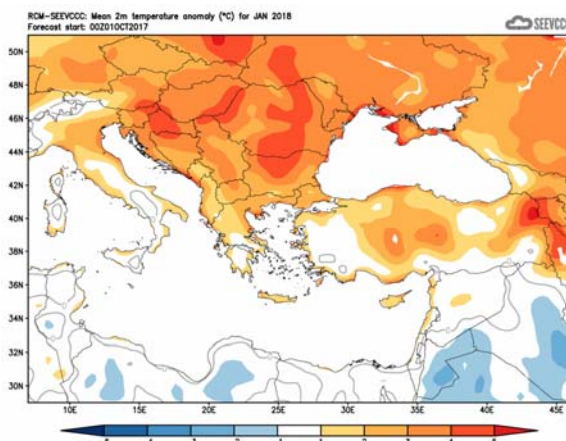 RCM-SEEVCCC: Mean 2m temperature anomaly (°C) for JAN 2018
Forecast start: 00Z01OCT2017
SEEVCCC
50N
48N
46N
44N
42N
40N
38N
36N
34N
32N
30N
10E 15E 20E 25E 30E 35E 40E 45E